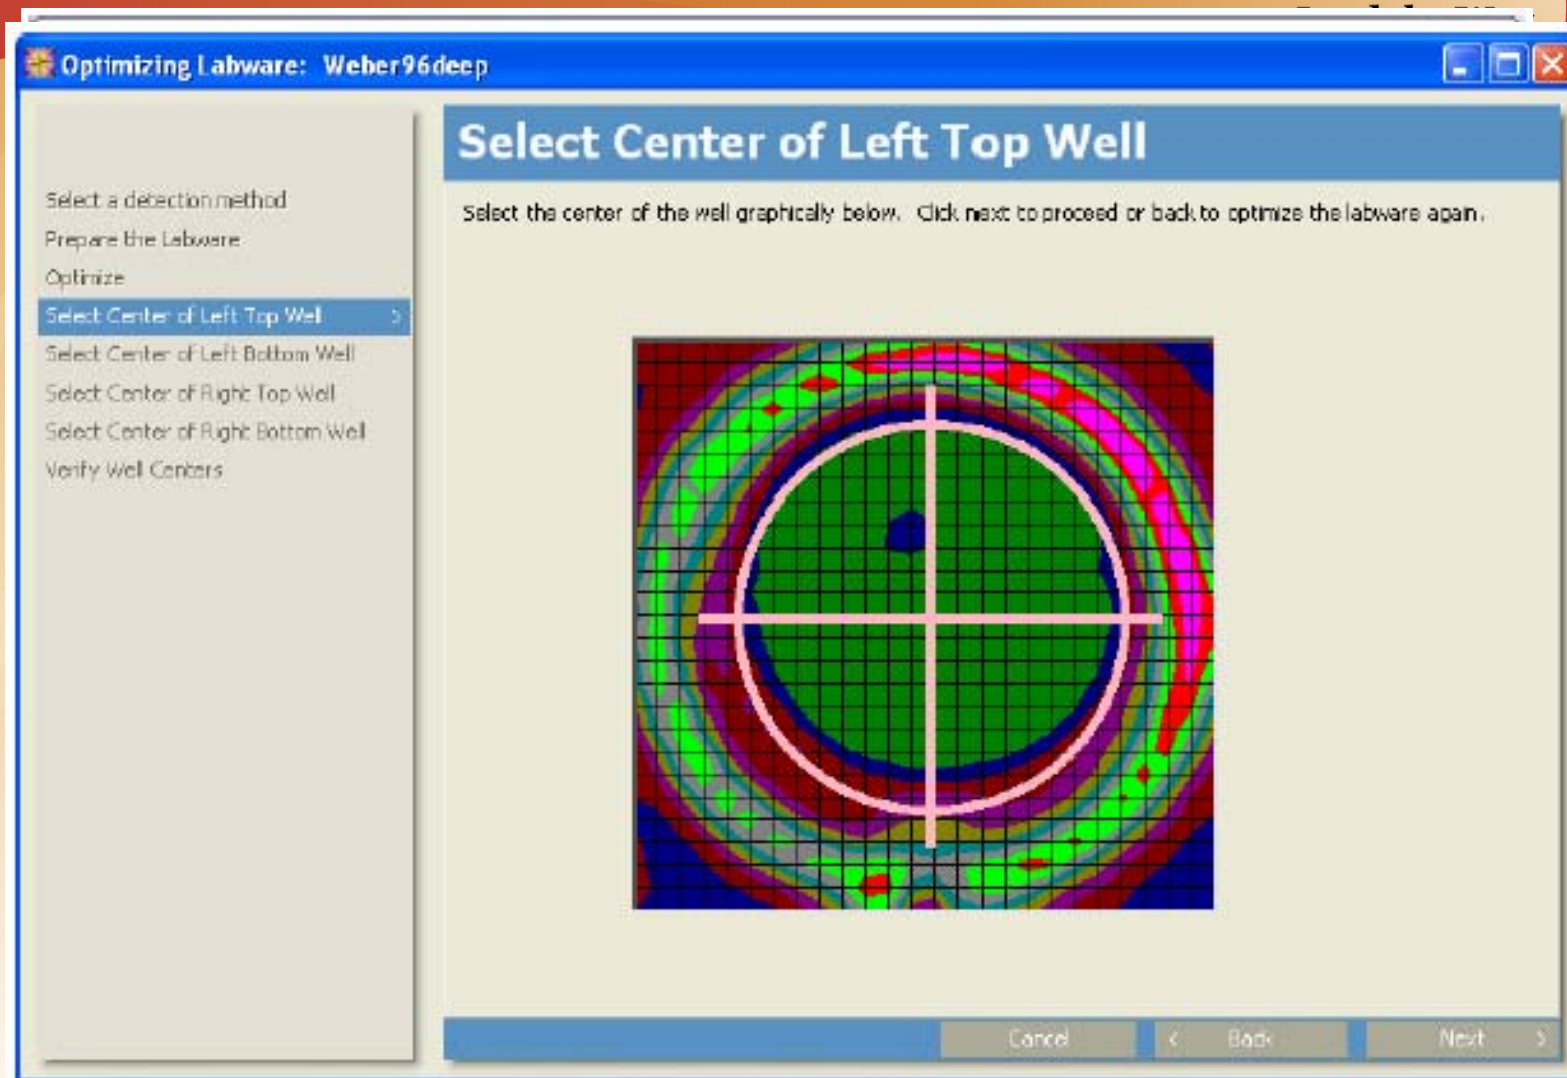 Optimizing Labware: Weber96deep
Select Center of Left Top Well
Select a detection method
Prepare the Labware
Optimize
Select Center of Left Top Well >
Select Center of Left Bottom Well
Select Center of Right Top Well
Select Center of Right Bottom Well
Verify Well Centers
Select the center of the well graphically below. Click next to proceed or back to optimize the labware again.
Cancel < Back Next >